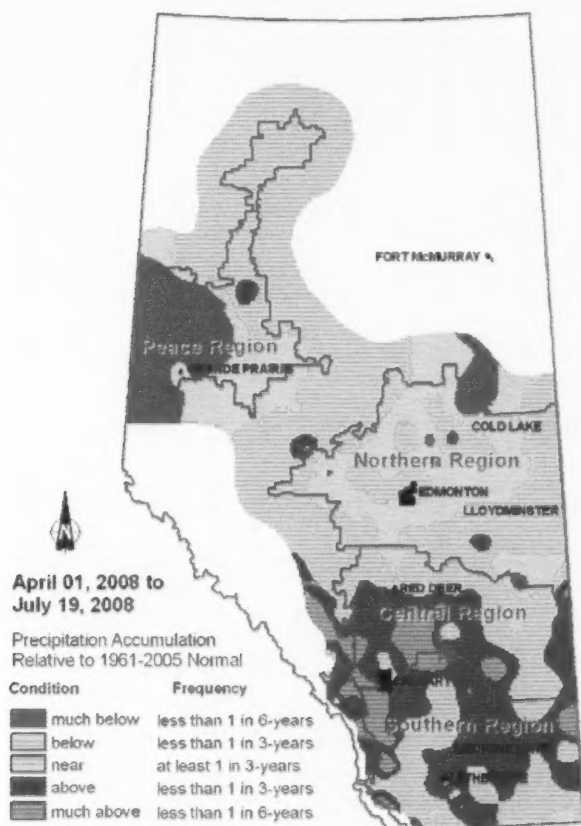 FORT McMURRAY
Peace Region
GRANDE PRAIRIE
COLD LAKE
Northern Region
EDMONTON
LLOYDMINSTER
N
April 01, 2008 to
July 19, 2008
RED DEER
Central Region
Precipitation Accumulation
Relative to 1961-2005 Normal
Southern Region
Condition Frequency
much below less than 1 in 6-years
below less than 1 in 3-years
near at least 1 in 3-years
above less than 1 in 3-years
much above less than 1 in 6-years